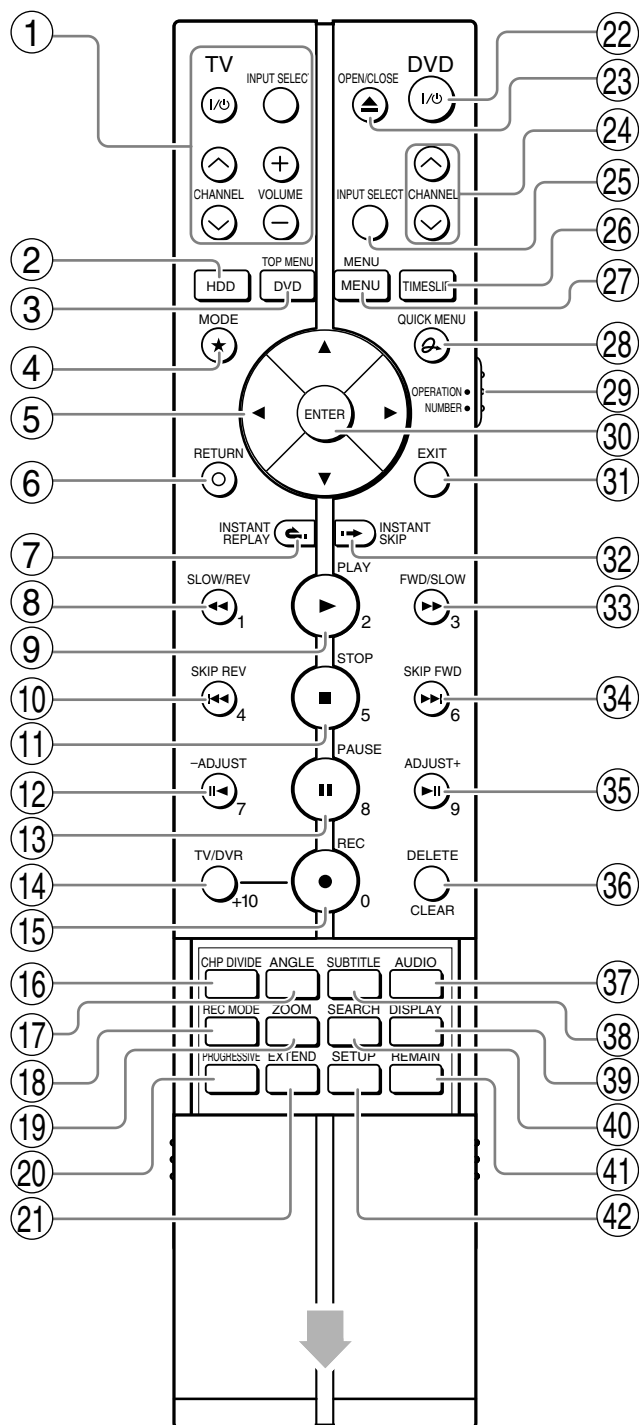 1
22
TV
DVD
INPUT SELEC
OPEN/CLOSE
I/
I/
23
24
CHANNEL
VOLUME
INPUT SELECT
CHANNEL
25
26
2
TOP MENU
MENU
HDD
DVD
MENU
TIMESLI
3
27
MODE
QUICK MENU
4
28
OPERATION
29
NUMBER
5
ENTER
30
RETURN
EXIT
6
31
INSTANT
REPLAY
INSTANT
SKIP
7
32
PLAY
SLOW/REV
FWD/SLOW
8
33
1
2
3
9
STOP
SKIP REV
SKIP FWD
10
34
4
5
6
11
PAUSE
–ADJUST
ADJUST+
12
35
7
8
9
13
REC
TV/DVR
DELETE
14
36
+10
0
CLEAR
15
CHP DIVIDE ANGLE SUBTITLE AUDIO
16
37
17
38
REC MODE ZOOM SEARCH DISPLAY
18
39
19
40
PROGRESSIVE EXTEND SETUP REMAIN
20
41
21
42